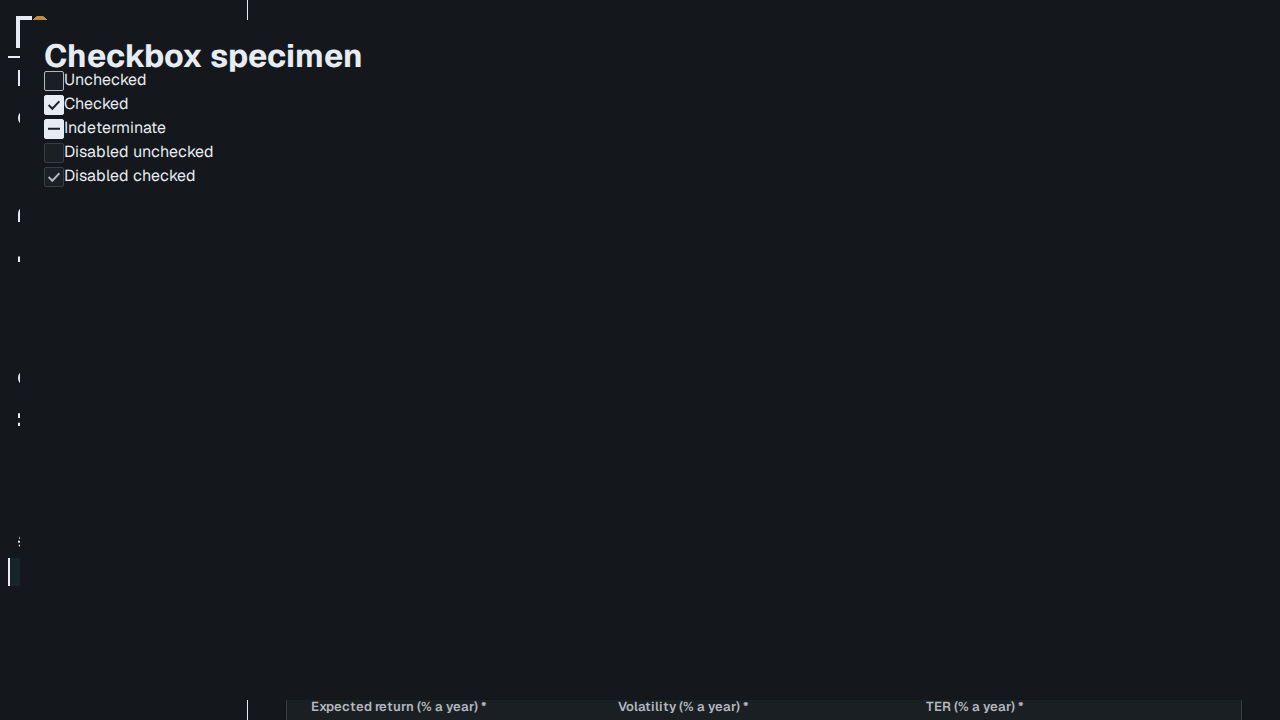 Checkbox specimen
Unchecked
Checked
Indeterminate
Disabled unchecked
Disabled checked
Expected return (% a year) *
Volatility (% a year) *
TER (% a year) *